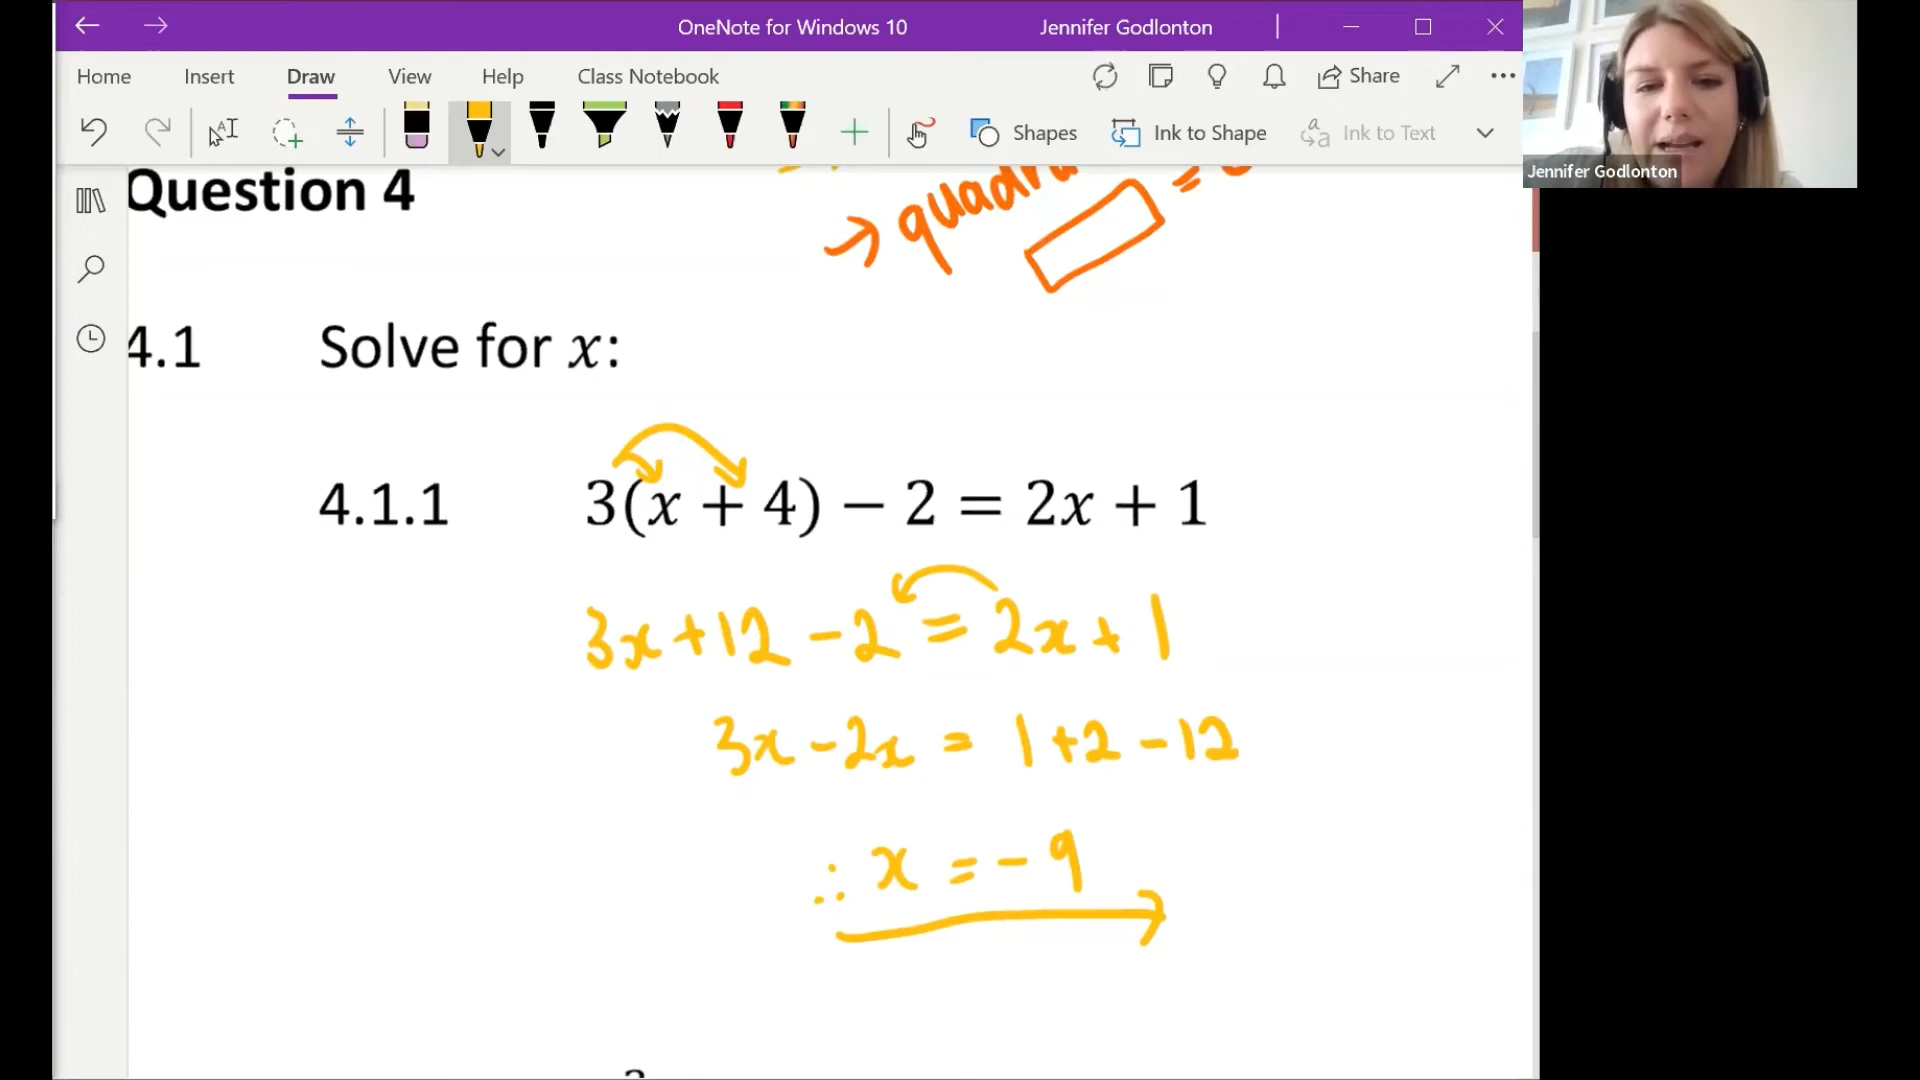 OneNote for Windows 10 Jennifer Godlonton
Home Insert Draw View Help Class Notebook Share
Shapes Ink to Shape Ink to Text
Jennifer Godlonton
Question 4
→ quadra =
4.1 Solve for x:
4.1.1 3(x + 4) − 2 = 2x + 1
3x + 12 − 2 = 2x + 1
3x − 2x = 1 + 2 − 12
∴ x = − 9